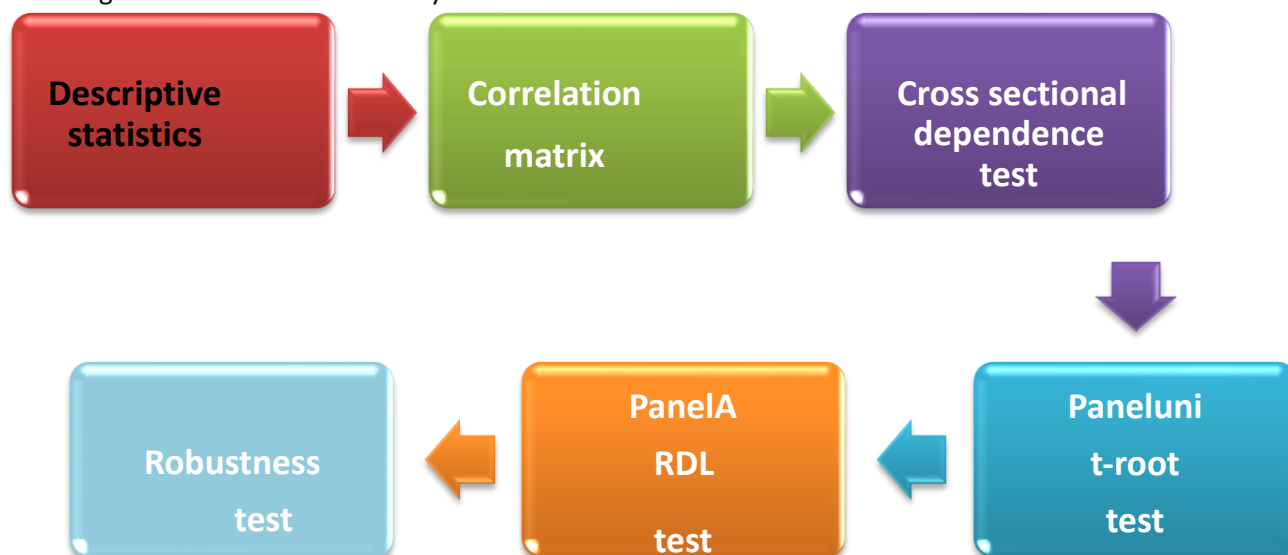 Descriptive
statistics
Correlation
matrix
Cross sectional
dependence
test
Paneluni
t-root
test
PanelA
RDL
test
Robustness
test